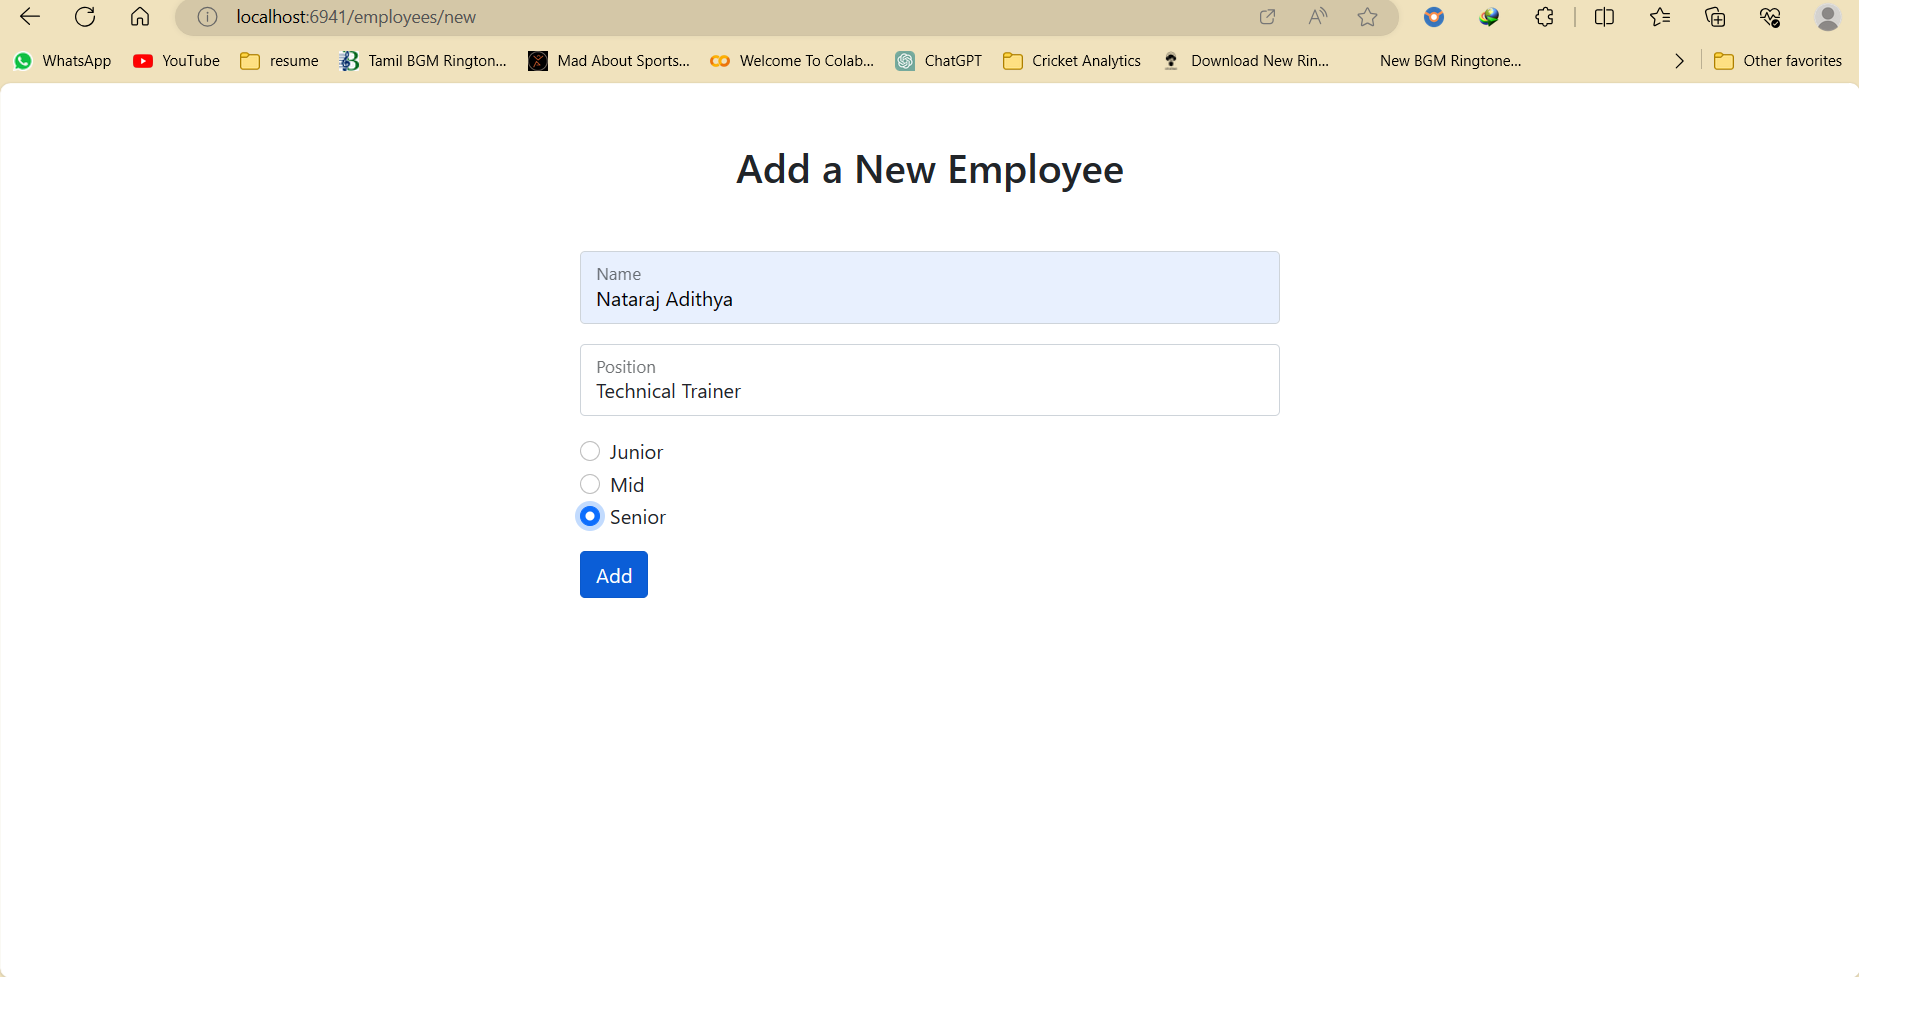 localhost:6941/employees/new
WhatsApp YouTube resume Tamil BGM Rington... Mad About Sports... Welcome To Colab... ChatGPT Cricket Analytics Download New Rin... New BGM Ringtone... Other favorites
Add a New Employee
Name
Nataraj Adithya
Position
Technical Trainer
Junior
Mid
Senior
Add